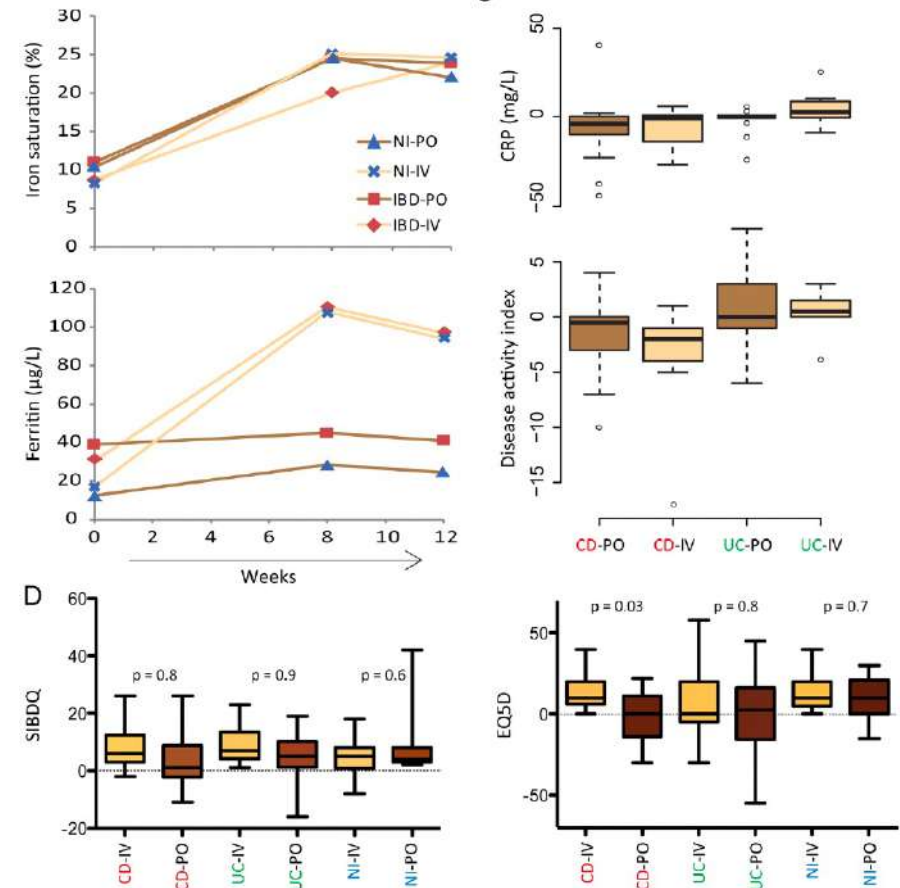 Iron saturation (%)
30
25
20
15
10
5
0
NI-PO
NI-IV
IBD-PO
IBD-IV
Ferritin (µg/L)
120
100
80
60
40
20
0
0 2 4 6 8 10 12
Weeks
CRP (mg/L)
50
0
−50
Disease activity index
5
0
−5
−10
−15
CD-PO CD-IV UC-PO UC-IV
D
SIBDQ
60
40
20
0
-20
p = 0.8 p = 0.9 p = 0.6
CD-IV
CD-PO
UC-IV
UC-PO
NI-IV
NI-PO
EQ5D
50
0
-50
p = 0.03 p = 0.8 p = 0.7
CD-IV
CD-PO
UC-IV
UC-PO
NI-IV
NI-PO